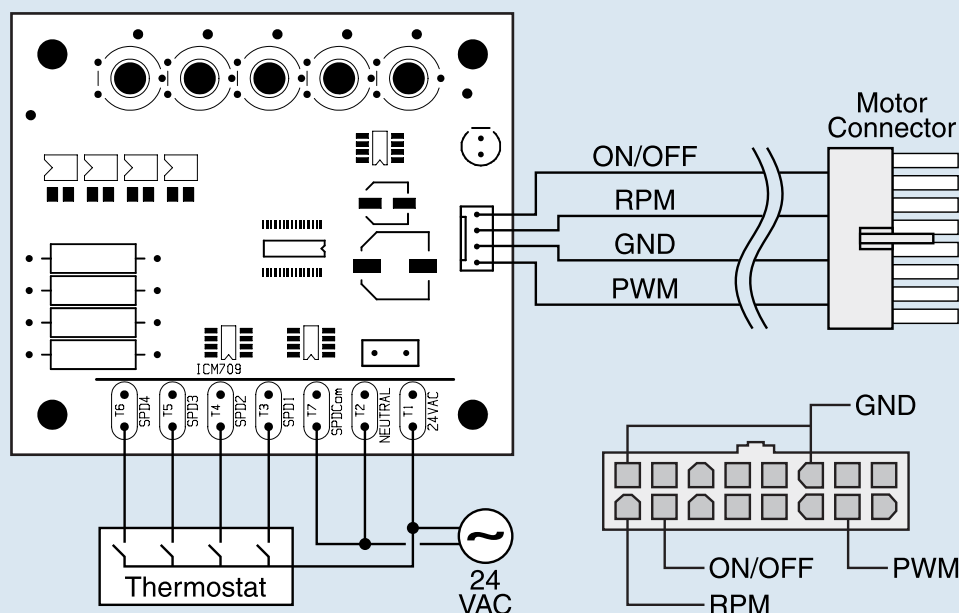 Motor
Connector
ON/OFF
RPM
GND
PWM
ICM709
T6
SPD4
T5
SPD3
T4
SPD2
T3
SPD1
T7
SPDCom
T2
NEUTRAL
T1
24VAC
Thermostat
24
VAC
GND
ON/OFF
PWM
RPM